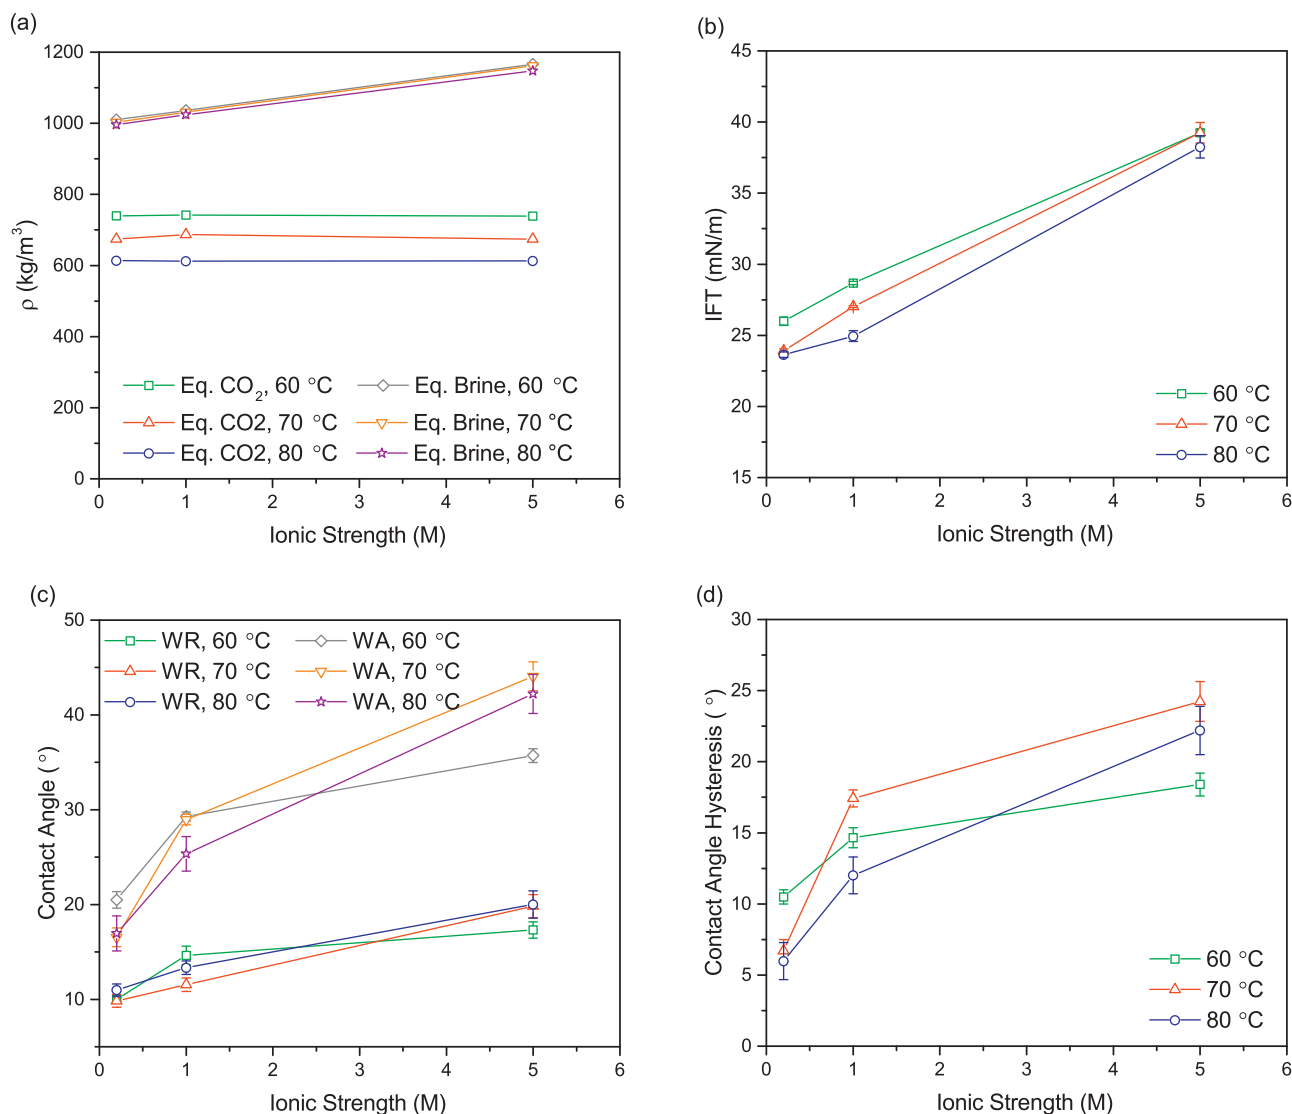 (a)
1200
1000
800
600
400
200
0
ρ (kg/m³)
Eq. CO₂, 60 °C
Eq. CO2, 70 °C
Eq. CO2, 80 °C
Eq. Brine, 60 °C
Eq. Brine, 70 °C
Eq. Brine, 80 °C
0 1 2 3 4 5 6
Ionic Strength (M)
(b)
45
40
35
30
25
20
15
IFT (mN/m)
60 °C
70 °C
80 °C
0 1 2 3 4 5 6
Ionic Strength (M)
(c)
50
40
30
20
10
Contact Angle (°)
WR, 60 °C
WR, 70 °C
WR, 80 °C
WA, 60 °C
WA, 70 °C
WA, 80 °C
0 1 2 3 4 5 6
Ionic Strength (M)
(d)
30
25
20
15
10
5
0
Contact Angle Hysteresis (°)
60 °C
70 °C
80 °C
0 1 2 3 4 5 6
Ionic Strength (M)